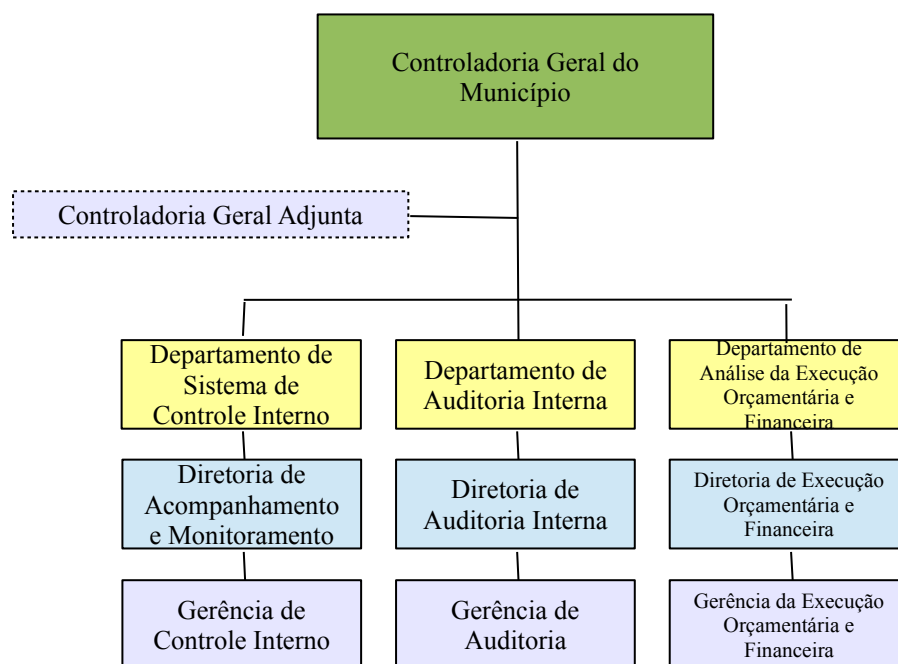 Controladoria Geral do
Município
Controladoria Geral Adjunta
Departamento de
Sistema de
Controle Interno
Departamento de
Auditoria Interna
Departamento de
Análise da Execução
Orçamentária e
Financeira
Diretoria de
Acompanhamento
e Monitoramento
Diretoria de
Auditoria Interna
Diretoria de Execução
Orçamentária e
Financeira
Gerência de
Controle Interno
Gerência de
Auditoria
Gerência da Execução
Orçamentária e
Financeira